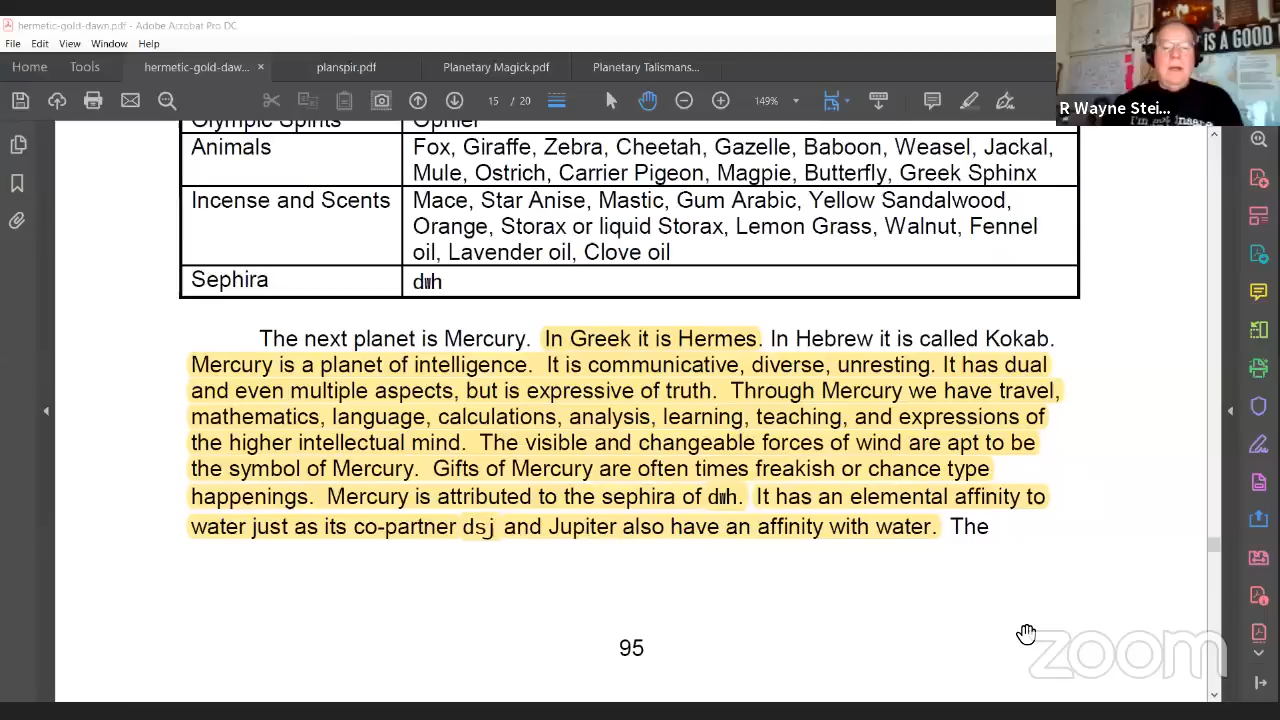 hermetic-gold-dawn.pdf - Adobe Acrobat Pro DC
File Edit View Window Help
Home Tools hermetic-gold-daw... × planspir.pdf Planetary Magick.pdf Planetary Talismans...
15 / 20 149%
IS A GOOD
R Wayne Stei...
I'm not insane
Olympic Spirits Ophier
Animals Fox, Giraffe, Zebra, Cheetah, Gazelle, Baboon, Weasel, Jackal,
Mule, Ostrich, Carrier Pigeon, Magpie, Butterfly, Greek Sphinx
Incense and Scents Mace, Star Anise, Mastic, Gum Arabic, Yellow Sandalwood,
Orange, Storax or liquid Storax, Lemon Grass, Walnut, Fennel
oil, Lavender oil, Clove oil
Sephira dwh
The next planet is Mercury. In Greek it is Hermes. In Hebrew it is called Kokab.
Mercury is a planet of intelligence. It is communicative, diverse, unresting. It has dual
and even multiple aspects, but is expressive of truth. Through Mercury we have travel,
mathematics, language, calculations, analysis, learning, teaching, and expressions of
the higher intellectual mind. The visible and changeable forces of wind are apt to be
the symbol of Mercury. Gifts of Mercury are often times freakish or chance type
happenings. Mercury is attributed to the sephira of dwh. It has an elemental affinity to
water just as its co-partner dsj and Jupiter also have an affinity with water. The
95
zoom